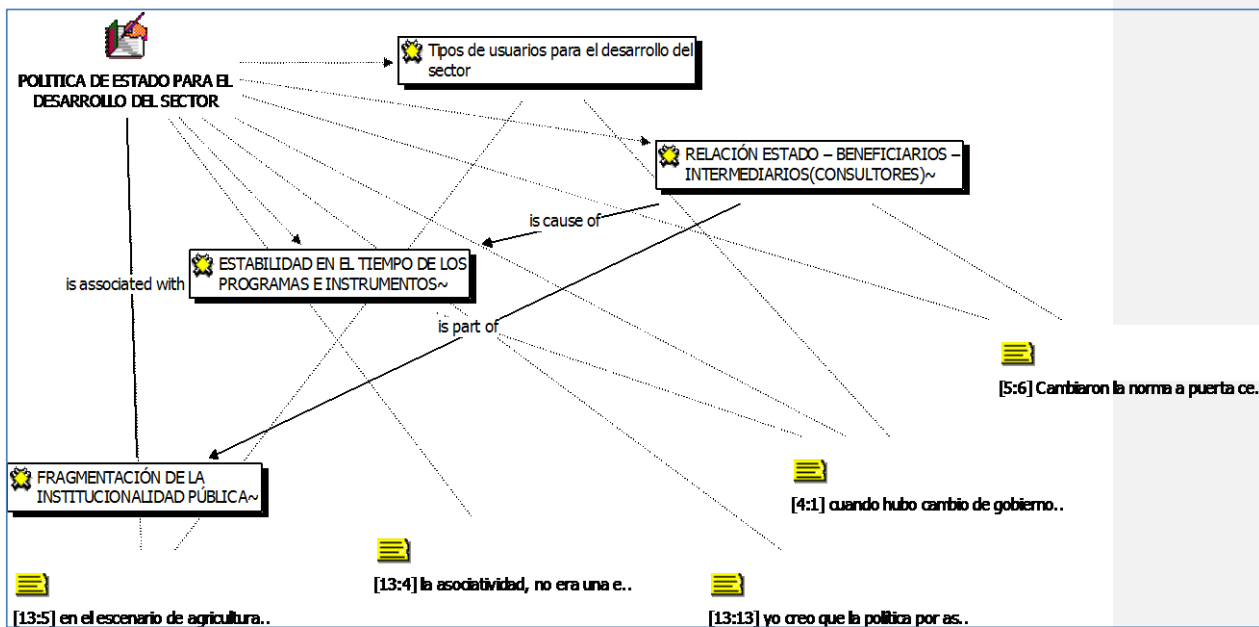 Tipos de usuarios para el desarrollo del
sector
POLITICA DE ESTADO PARA EL
DESARROLLO DEL SECTOR
RELACIÓN ESTADO – BENEFICIARIOS –
INTERMEDIARIOS(CONSULTORES)~
is cause of
ESTABILIDAD EN EL TIEMPO DE LOS
PROGRAMAS E INSTRUMENTOS~
is associated with
is part of
[5:6] Cambiaron la norma a puerta ce..
FRAGMENTACIÓN DE LA
INSTITUCIONALIDAD PÚBLICA~
[4:1] cuando hubo cambio de gobierno..
[13:4] la asociatividad, no era una e..
[13:5] en el escenario de agricultura..
[13:13] yo creo que la política por as..